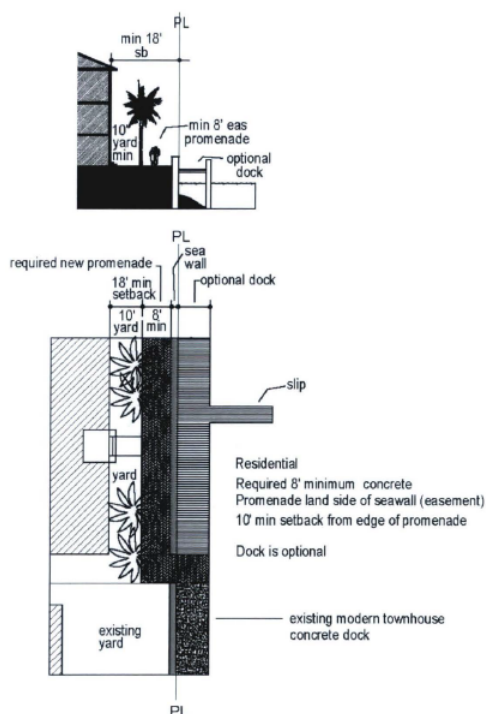 PL
min 18'
sb
10'
yard
min
min 8' eas
promenade
optional
dock
PL
sea
wall
required new promenade
18' min
setback
optional dock
10'
yard
8'
min
slip
yard
Residential
Required 8' minimum concrete
Promenade land side of seawall (easement)
10' min setback from edge of promenade
Dock is optional
existing
yard
existing modern townhouse
concrete dock
PL